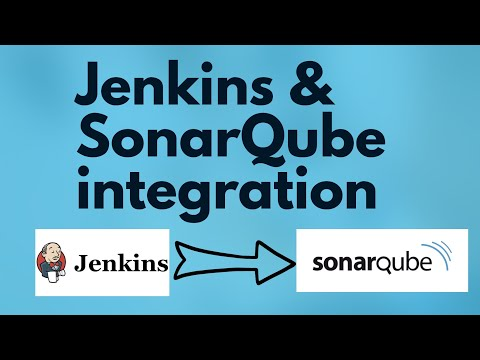 Jenkins &
SonarQube
integration
Jenkins
sonarqube